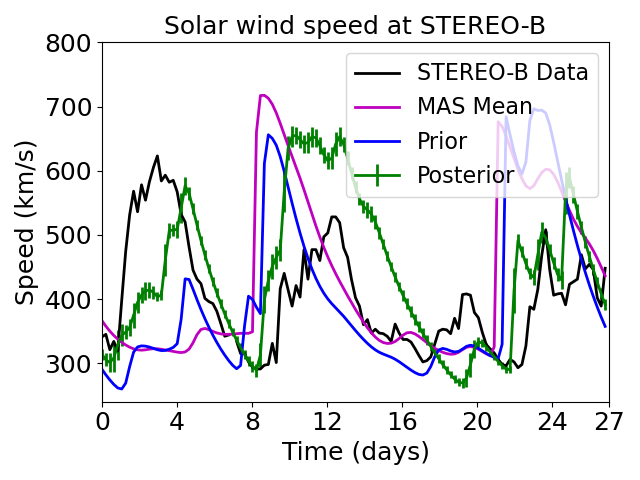 Solar wind speed at STEREO-B
800
700
600
500
400
300
Speed (km/s)
STEREO-B Data
MAS Mean
Prior
Posterior
0 4 8 12 16 20 24 27
Time (days)